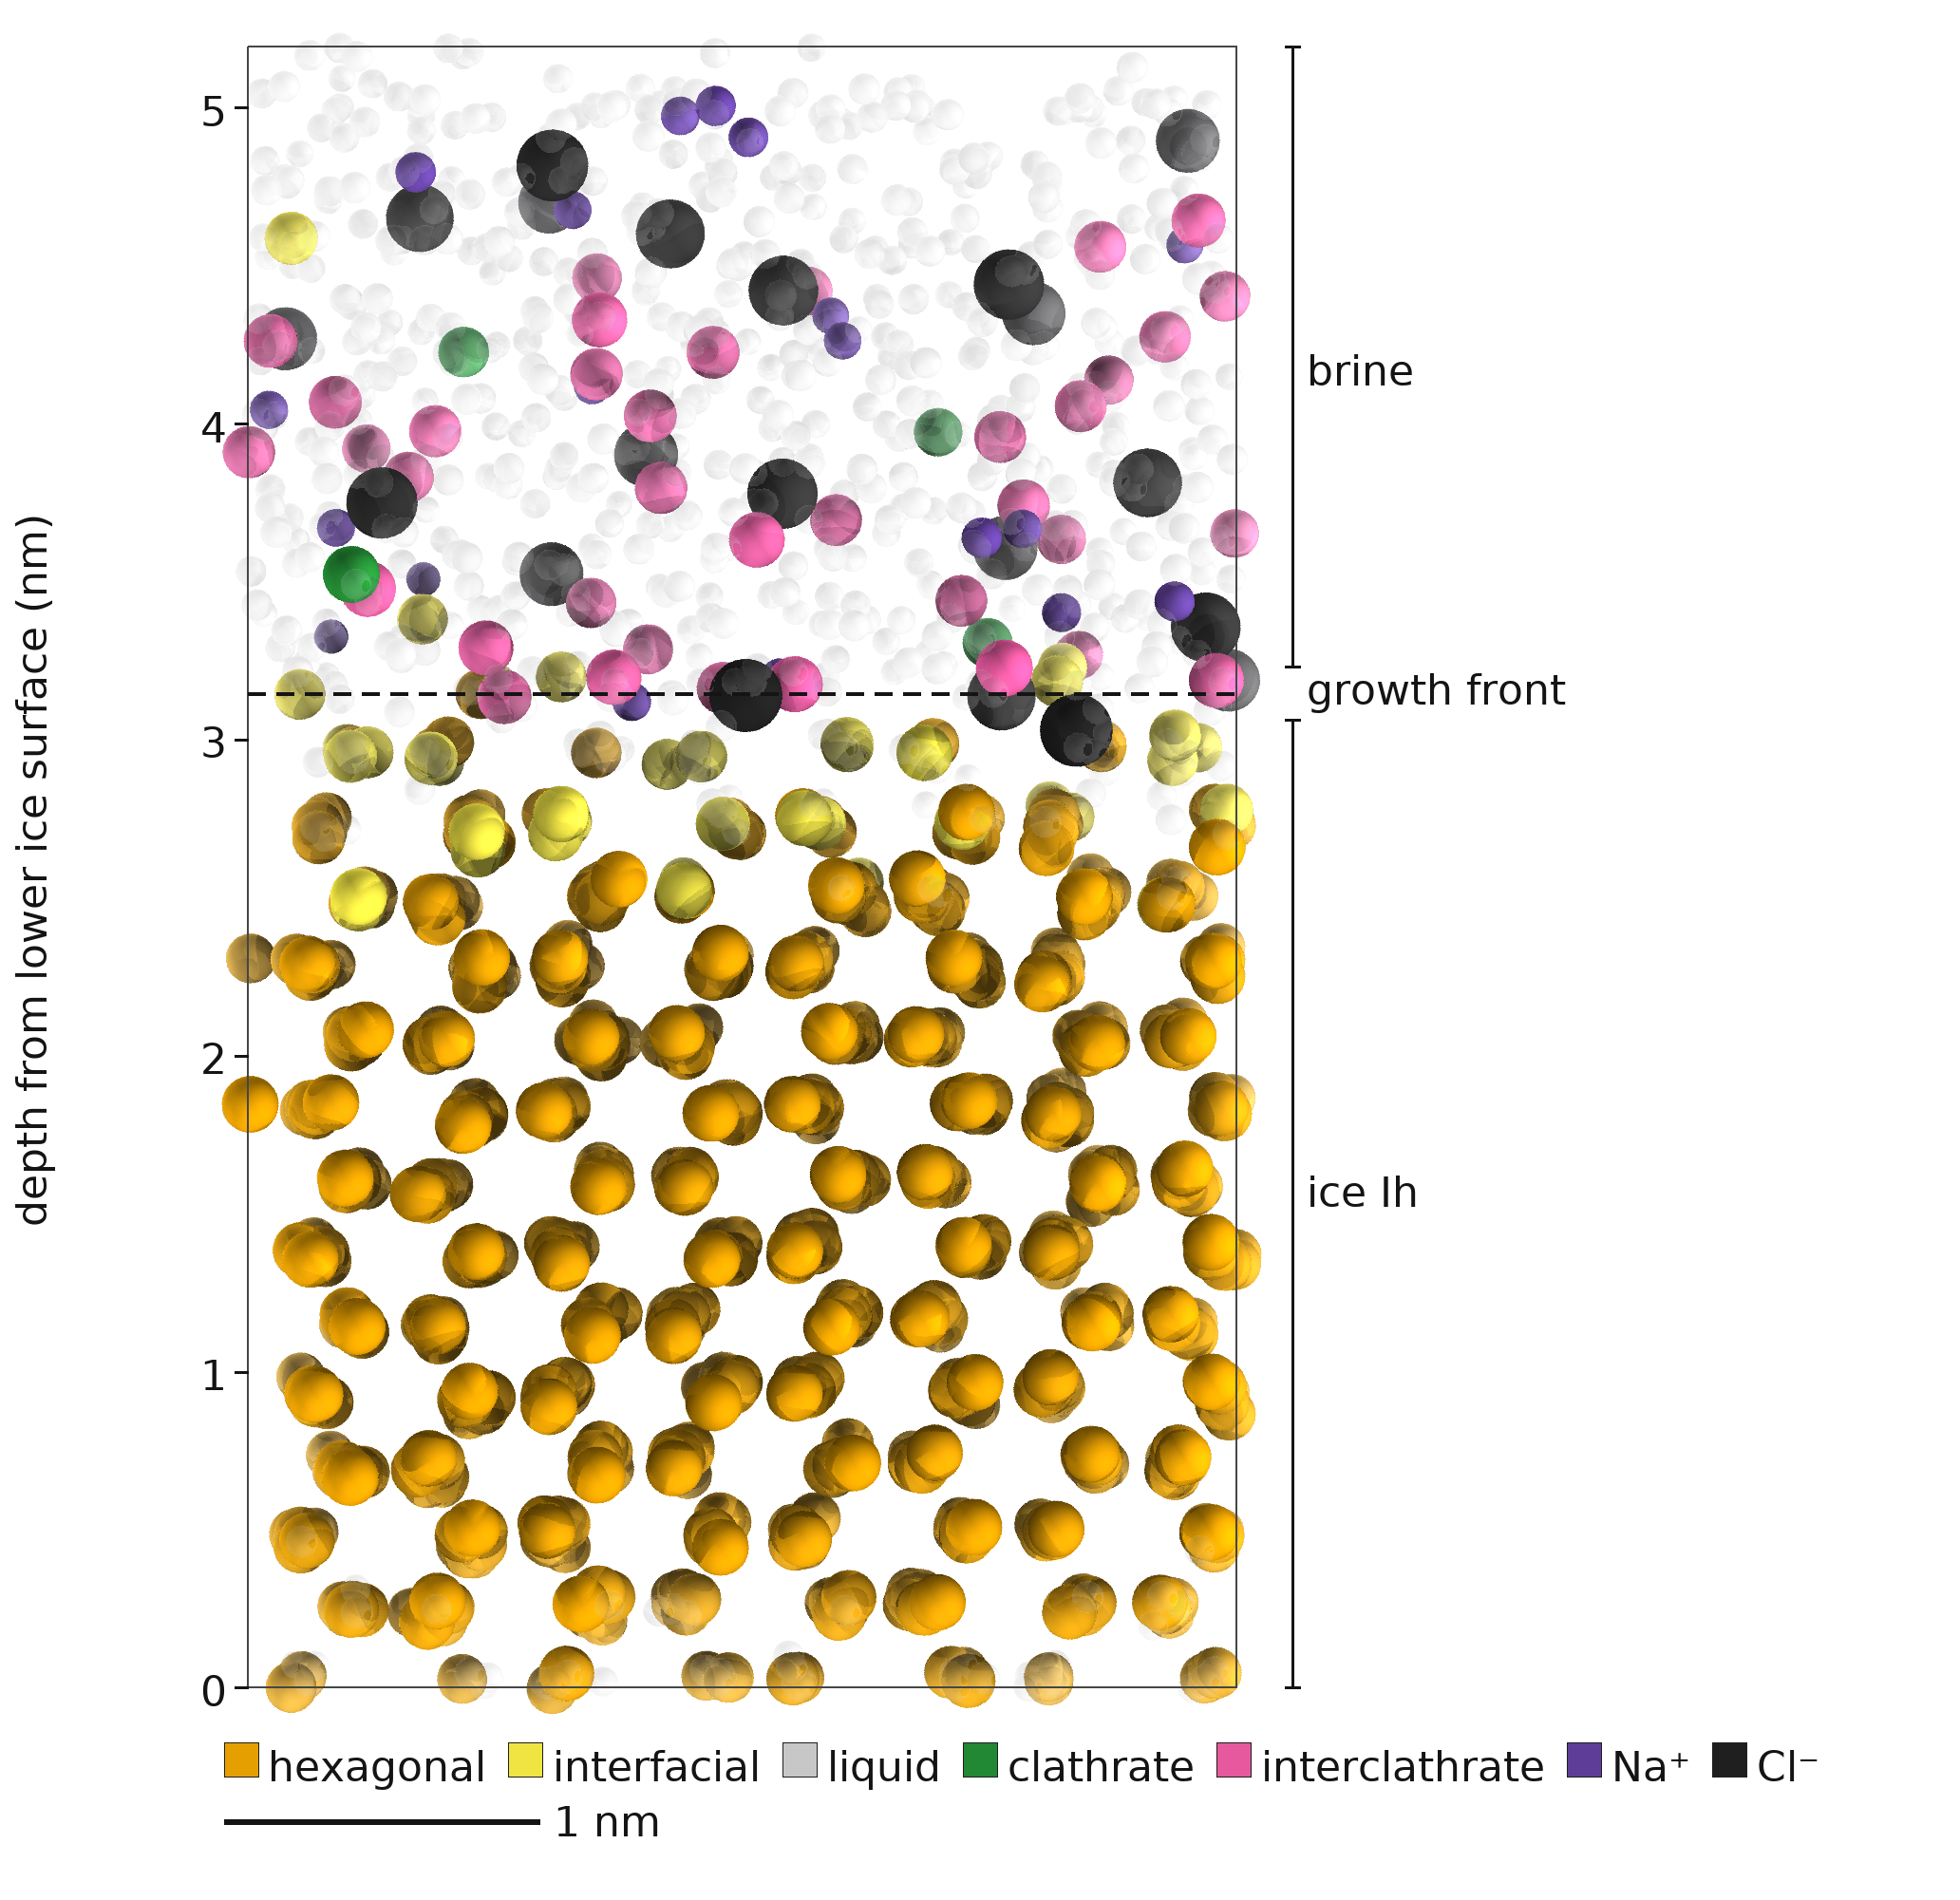 depth from lower ice surface (nm)
5
4
3
2
1
0
brine
growth front
ice Ih
hexagonal interfacial liquid clathrate interclathrate Na⁺ Cl⁻
1 nm